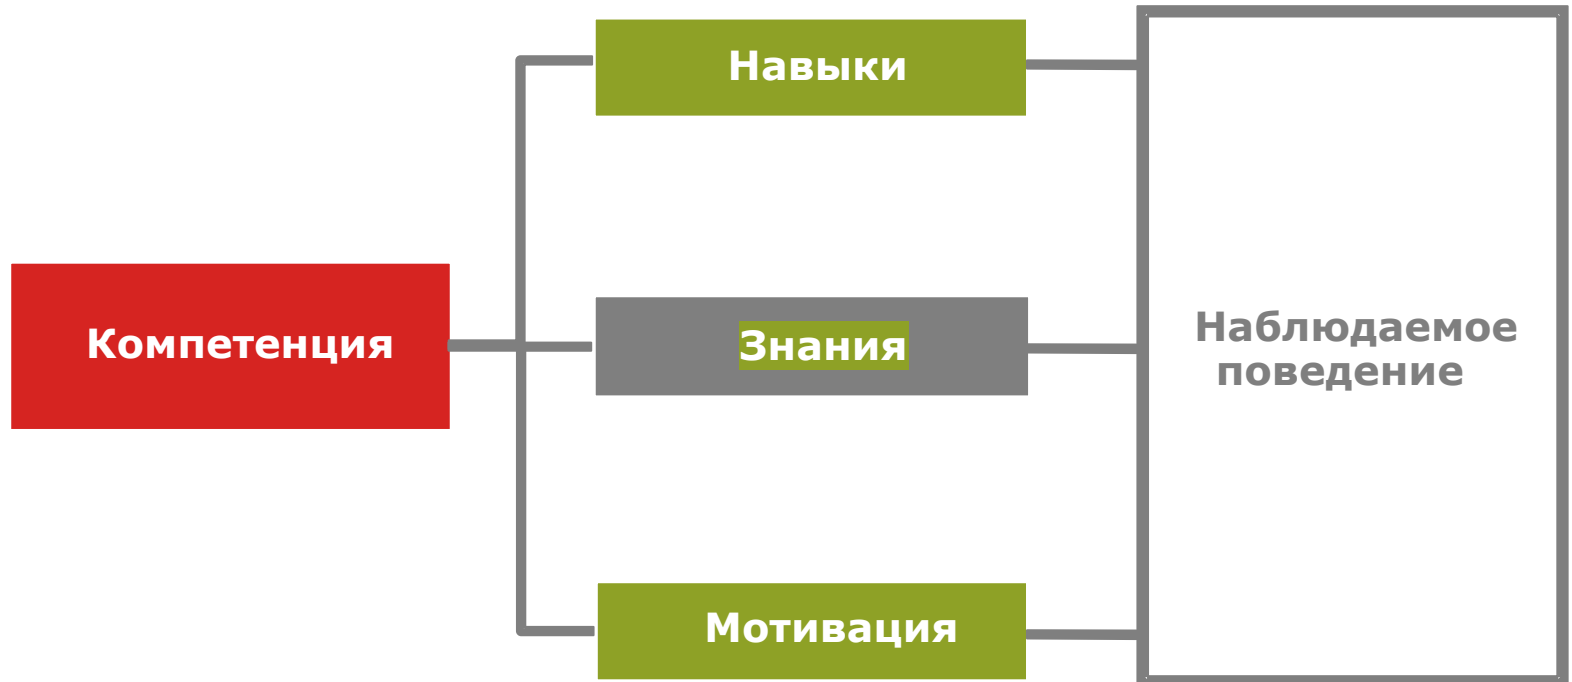 Навыки
Компетенция
Знания
Наблюдаемое
поведение
Мотивация